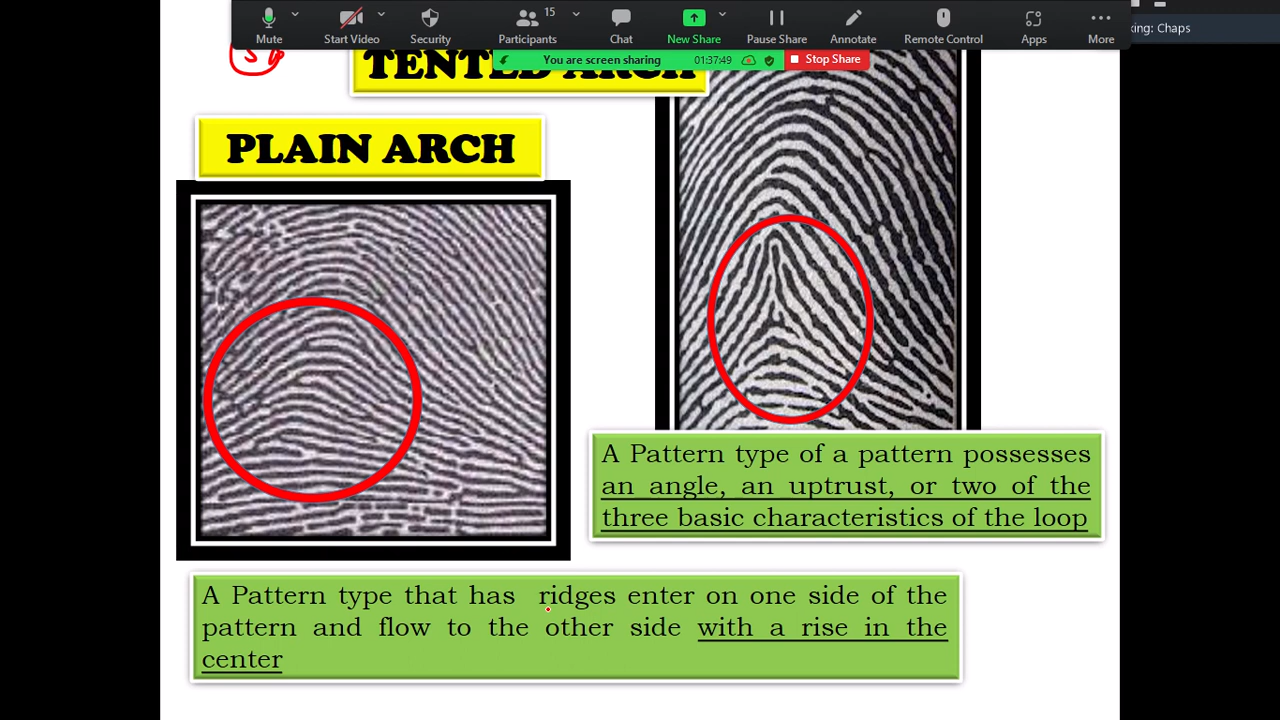 15
Mute
Start Video
Security
Participants
Chat
New Share
Pause Share
Annotate
Remote Control
Apps
More
king: Chaps
You are screen sharing
01:37:49
Stop Share
TENTED ARCH
PLAIN ARCH
A Pattern type of a pattern possesses
an angle, an uptrust, or two of the
three basic characteristics of the loop
A Pattern type that has ridges enter on one side of the
pattern and flow to the other side with a rise in the
center